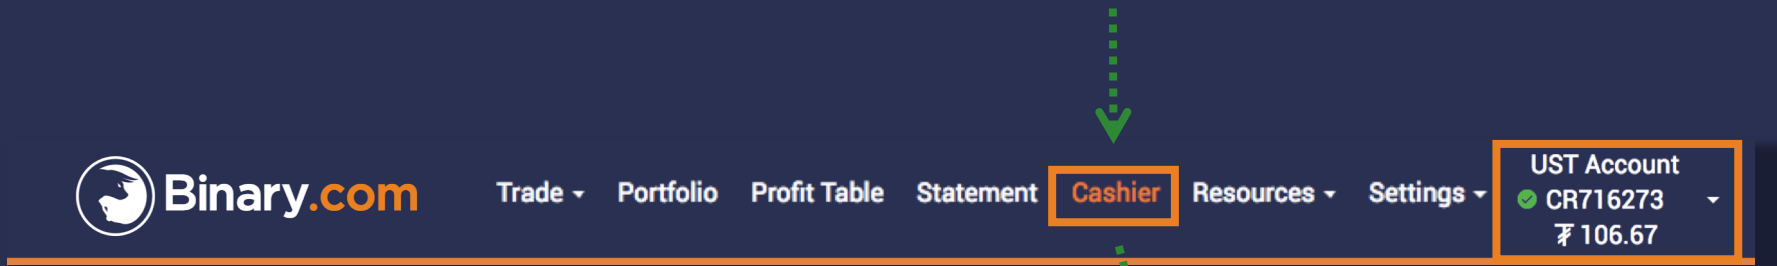 Binary.com
Trade Portfolio Profit Table Statement Cashier Resources Settings
UST Account
CR716273
₮ 106.67